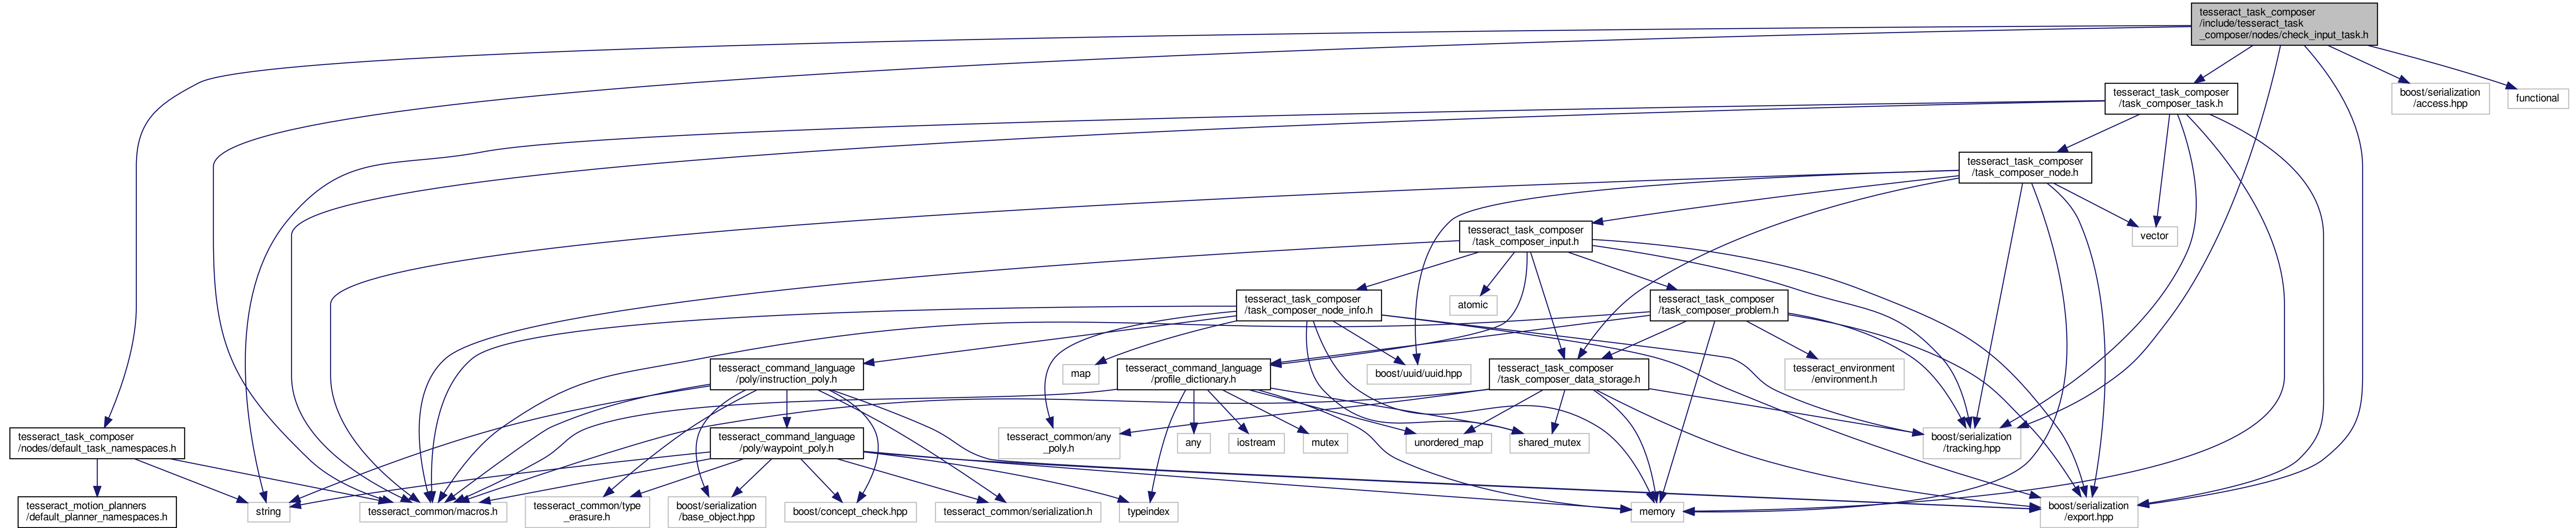 tesseract_task_composer
/include/tesseract_task
_composer/nodes/check_input_task.h
tesseract_task_composer
/task_composer_task.h
boost/serialization
/access.hpp
functional
tesseract_task_composer
/task_composer_node.h
tesseract_task_composer
/task_composer_input.h
vector
tesseract_task_composer
/task_composer_node_info.h
atomic
tesseract_task_composer
/task_composer_problem.h
tesseract_command_language
/poly/instruction_poly.h
map
tesseract_command_language
/profile_dictionary.h
boost/uuid/uuid.hpp
tesseract_task_composer
/task_composer_data_storage.h
tesseract_environment
/environment.h
tesseract_task_composer
/nodes/default_task_namespaces.h
tesseract_command_language
/poly/waypoint_poly.h
tesseract_common/any
_poly.h
any
iostream
mutex
unordered_map
shared_mutex
boost/serialization
/tracking.hpp
tesseract_motion_planners
/default_planner_namespaces.h
string
tesseract_common/macros.h
tesseract_common/type
_erasure.h
boost/serialization
/base_object.hpp
boost/concept_check.hpp
tesseract_common/serialization.h
typeindex
memory
boost/serialization
/export.hpp